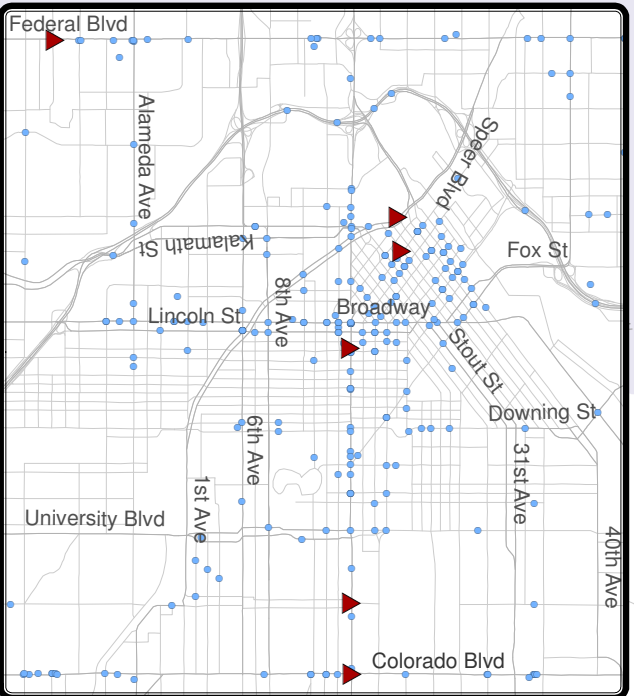 Federal Blvd
Alameda Ave
Speer Blvd
Kalamath St
Fox St
8th Ave
Broadway
Lincoln St
Stout St
Downing St
6th Ave
31st Ave
1st Ave
University Blvd
40th Ave
Colorado Blvd